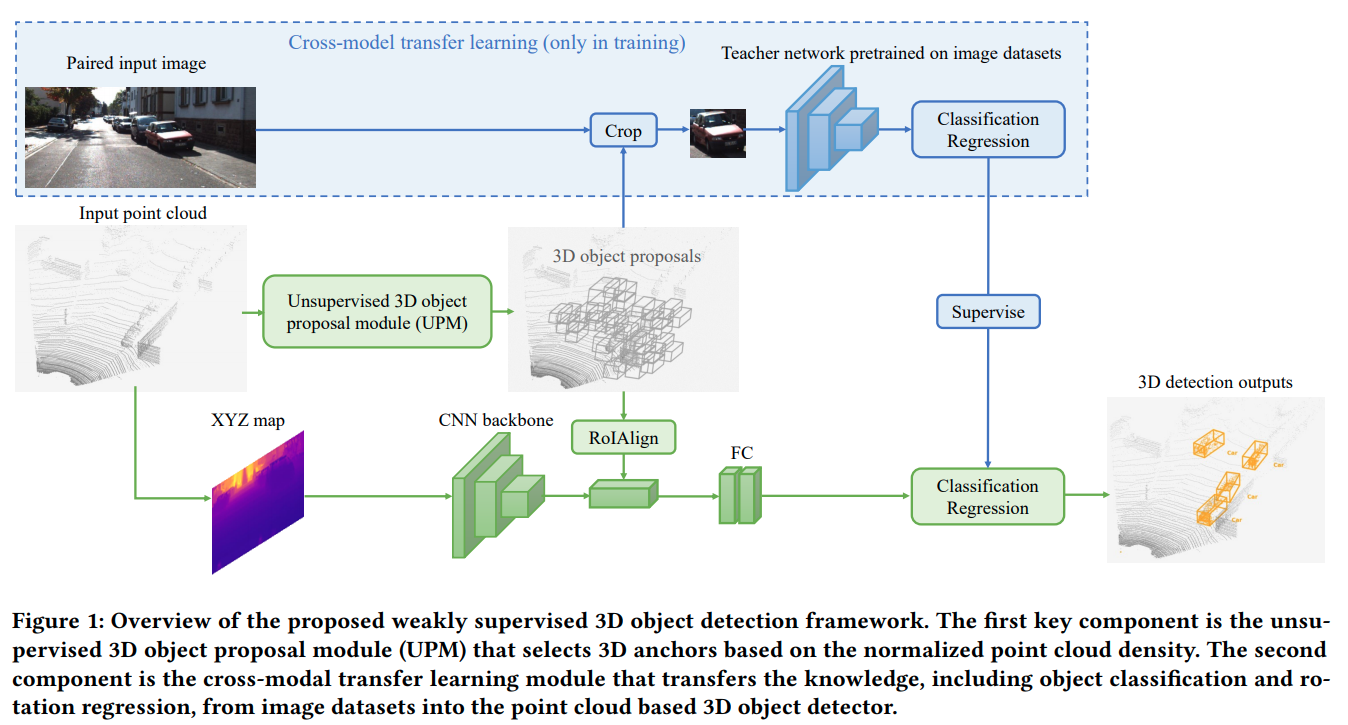 Cross-model transfer learning (only in training)
Paired input image
Teacher network pretrained on image datasets
Crop
Classification
Regression
Input point cloud
3D object proposals
Unsupervised 3D object
proposal module (UPM)
Supervise
3D detection outputs
XYZ map
CNN backbone
RoIAlign
FC
Classification
Regression
Car
Car
Car
Car
Figure 1: Overview of the proposed weakly supervised 3D object detection framework. The first key component is the unsu-
pervised 3D object proposal module (UPM) that selects 3D anchors based on the normalized point cloud density. The second
component is the cross-modal transfer learning module that transfers the knowledge, including object classification and ro-
tation regression, from image datasets into the point cloud based 3D object detector.